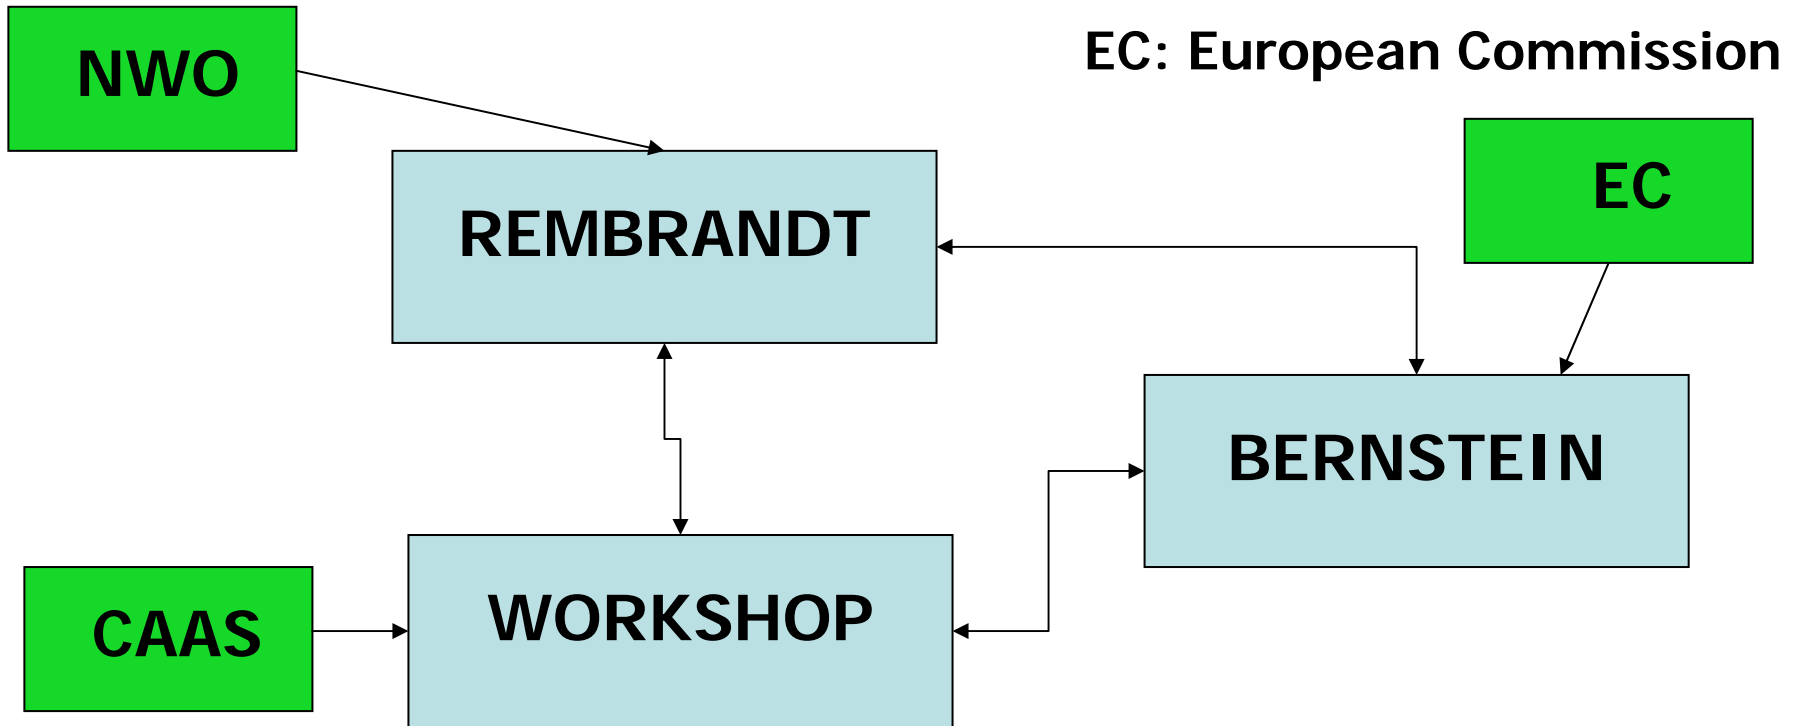 NWO
EC: European Commission
EC
REMBRANDT
BERNSTEIN
WORKSHOP
CAAS